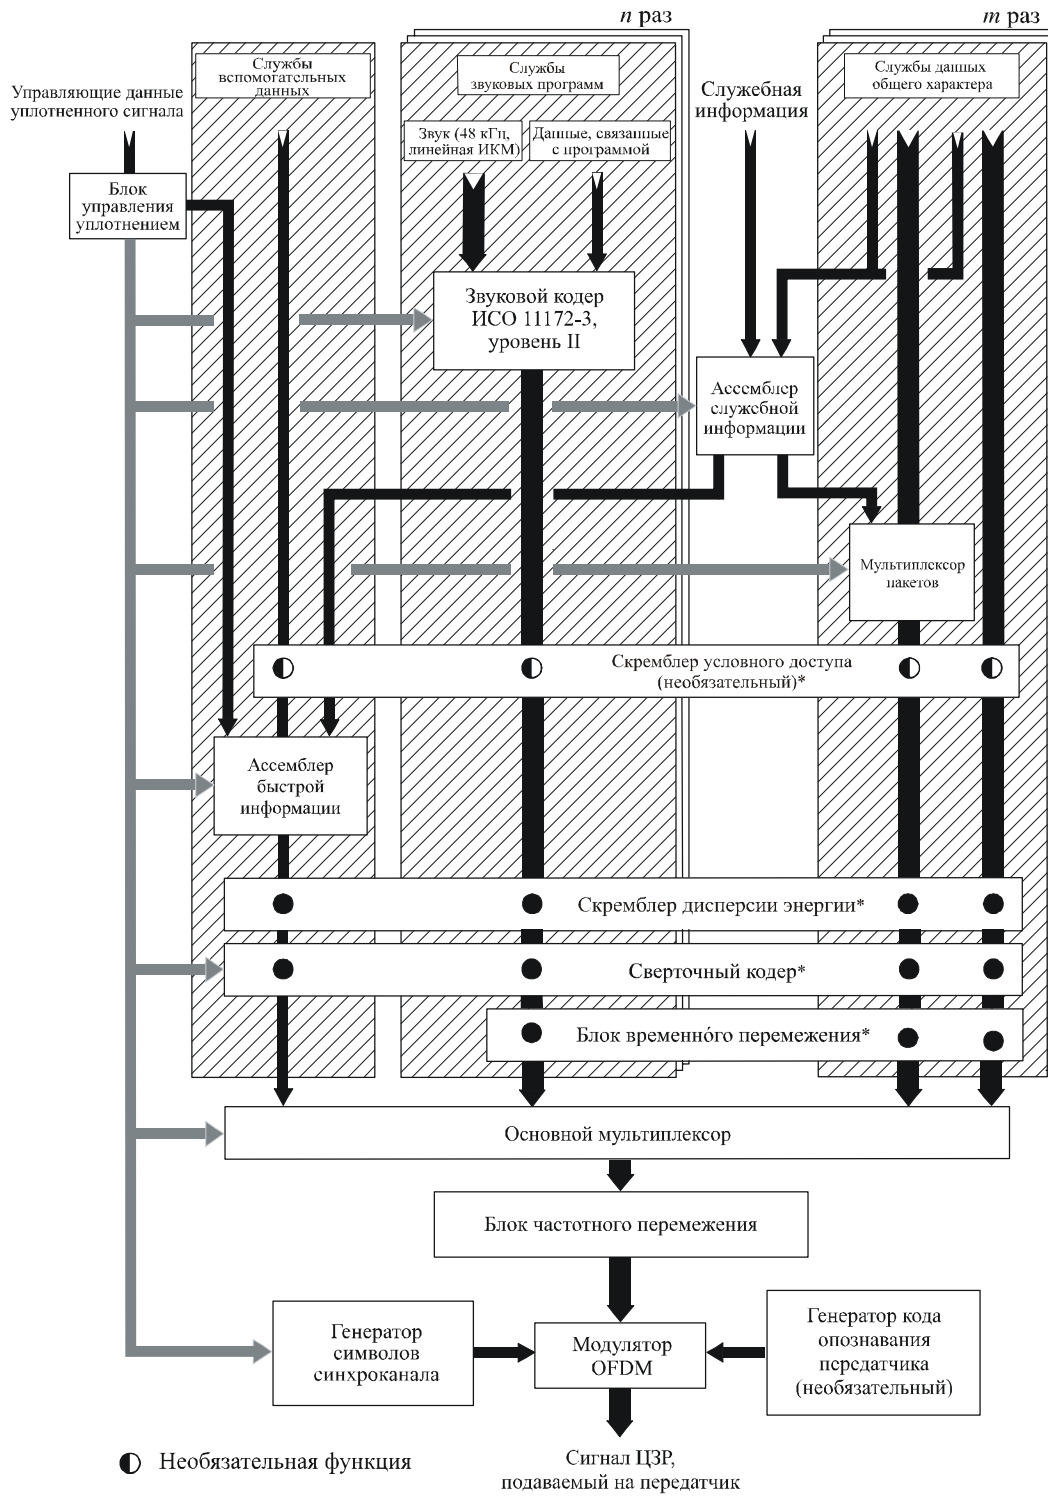 n раз
m раз
Управляющие данные
уплотненного сигнала
Службы
вспомогательных
данных
Службы
звуковых программ
Служебная
информация
Службы данных
общего характера
Звук (48 кГц,
линейная ИКМ)
Данные, связанные
с программой
Блок
управления
уплотнением
Звуковой кодер
ИСО 11172-3,
уровень II
Ассемблер
служебной
информации
Мультиплексор
пакетов
Скремблер условного доступа
(необязательный)*
Ассемблер
быстрой
информации
Скремблер дисперсии энергии*
Сверточный кодер*
Блок временно́го перемежения*
Основной мультиплексор
Блок частотного перемежения
Генератор
символов
синхроканала
Модулятор
OFDM
Генератор кода
опознавания
передатчика
(необязательный)
Необязательная функция
Сигнал ЦЗР,
подаваемый на передатчик